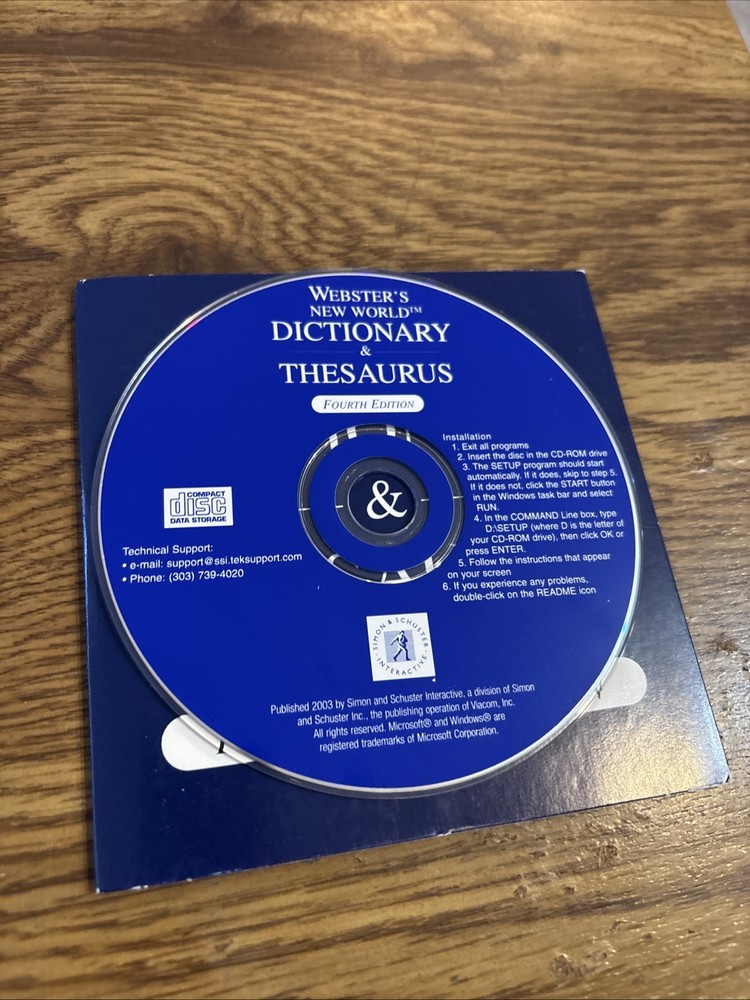 WEBSTER'S
NEW WORLD™
DICTIONARY
&
THESAURUS
FOURTH EDITION
Installation
1. Exit all programs
2. Insert the disc in the CD-ROM drive
3. The SETUP program should start
automatically. If it does, skip to step 5.
If it does not, click the START button
in the Windows task bar and select
RUN.
4. In the COMMAND Line box, type
D:\SETUP (where D is the letter of
your CD-ROM drive), then click OK or
press ENTER.
5. Follow the instructions that appear
on your screen
6. If you experience any problems,
double-click on the README icon
&
COMPACT
disc
DATA STORAGE
Technical Support:
• e-mail: support@ssi.teksupport.com
• Phone: (303) 739-4020
SIMON & SCHUSTER
INTERACTIVE
Published 2003 by Simon and Schuster Interactive, a division of Simon
and Schuster Inc., the publishing operation of Viacom, Inc.
All rights reserved. Microsoft® and Windows® are
registered trademarks of Microsoft Corporation.